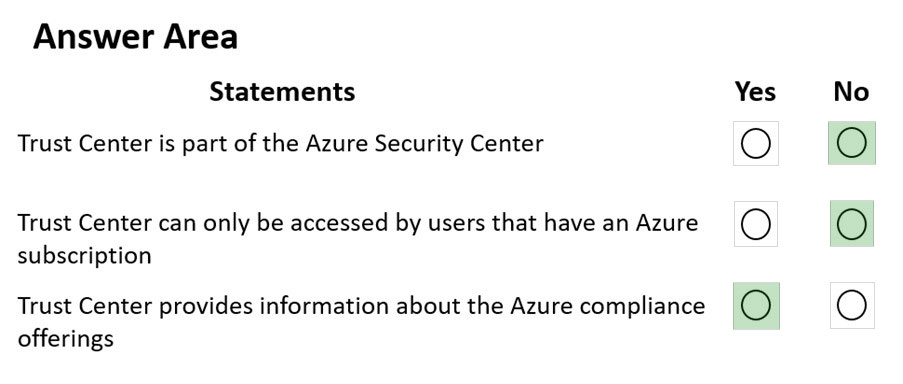 Answer Area
Statements Yes No
Trust Center is part of the Azure Security Center
Trust Center can only be accessed by users that have an Azure
subscription
Trust Center provides information about the Azure compliance
offerings